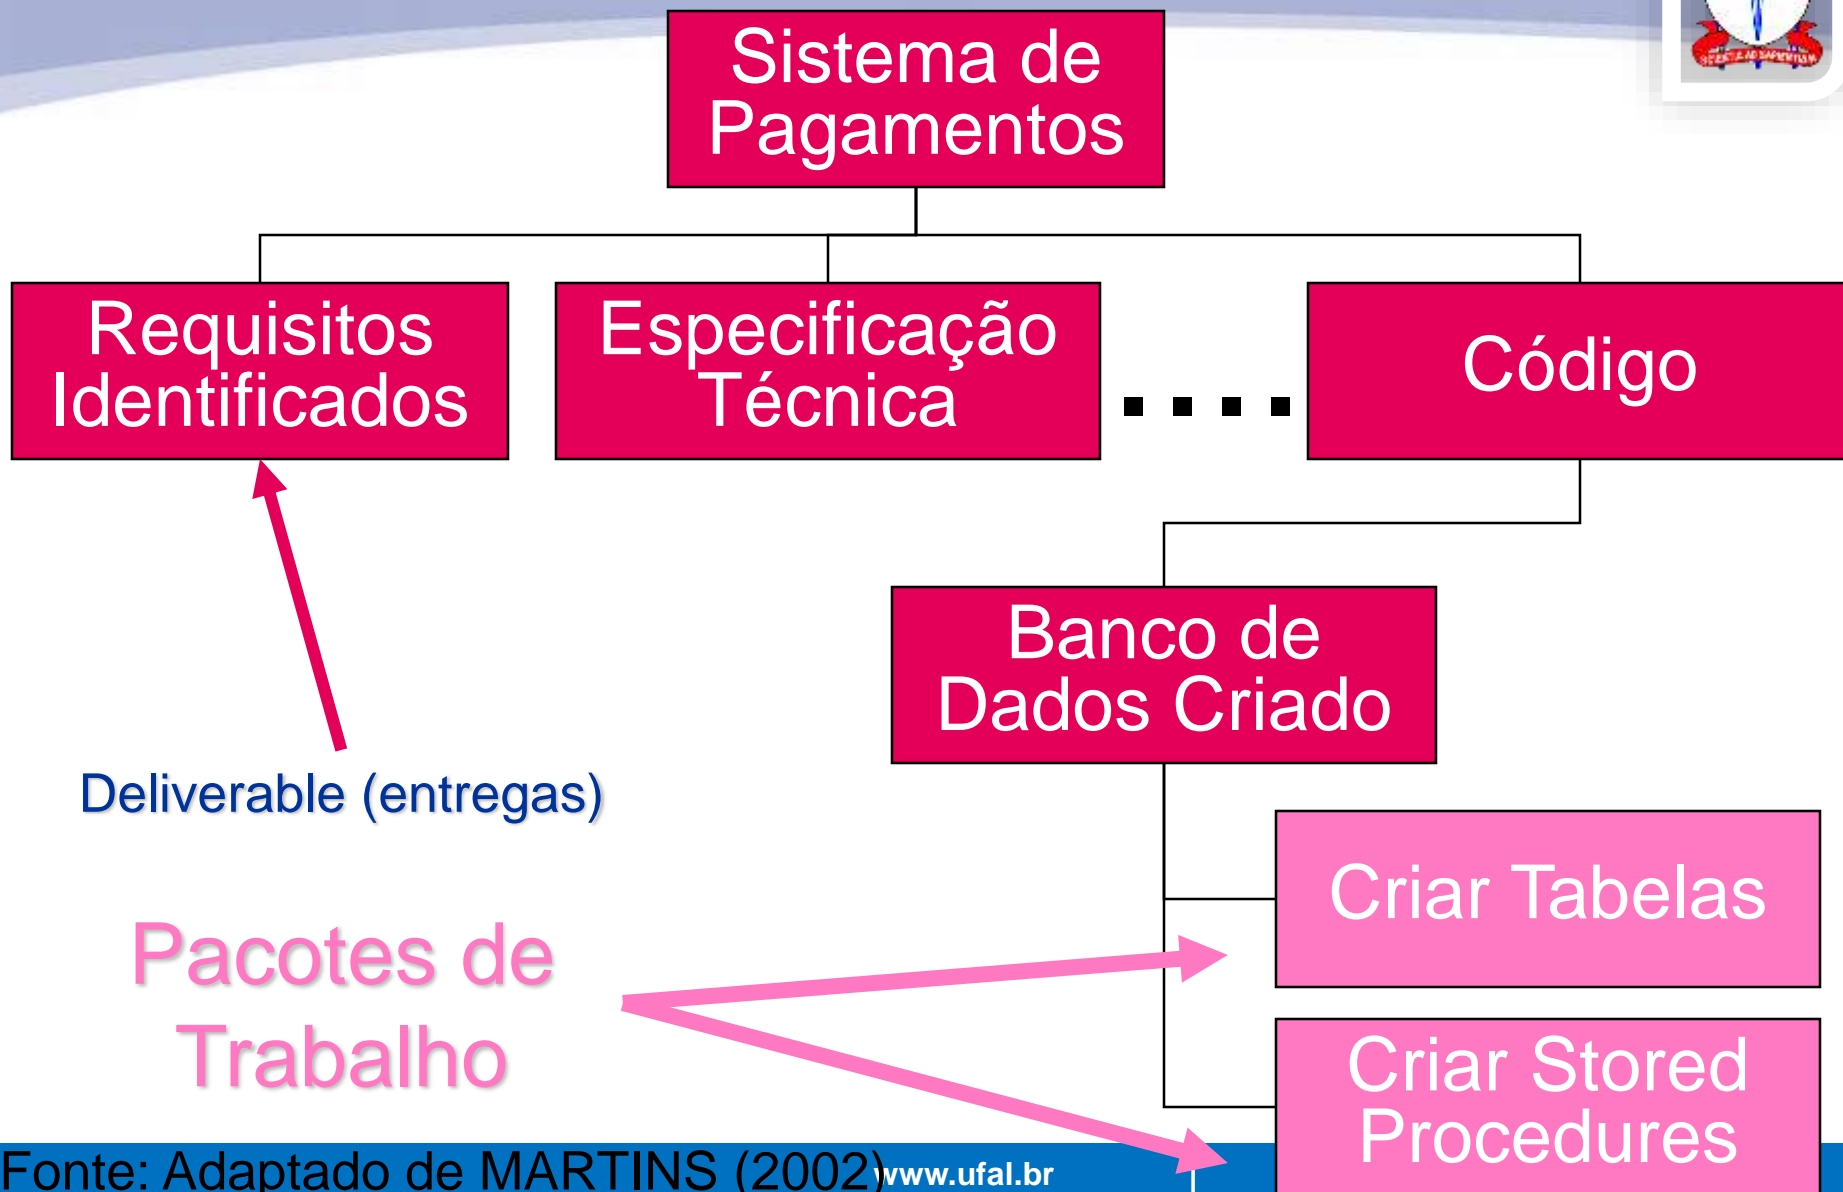 Sistema de
Pagamentos
Requisitos
Identificados
Especificação
Técnica
Código
Banco de
Dados Criado
Deliverable (entregas)
Criar Tabelas
Pacotes de
Trabalho
Criar Stored
Procedures
Fonte: Adaptado de MARTINS (2002)
www.ufal.br